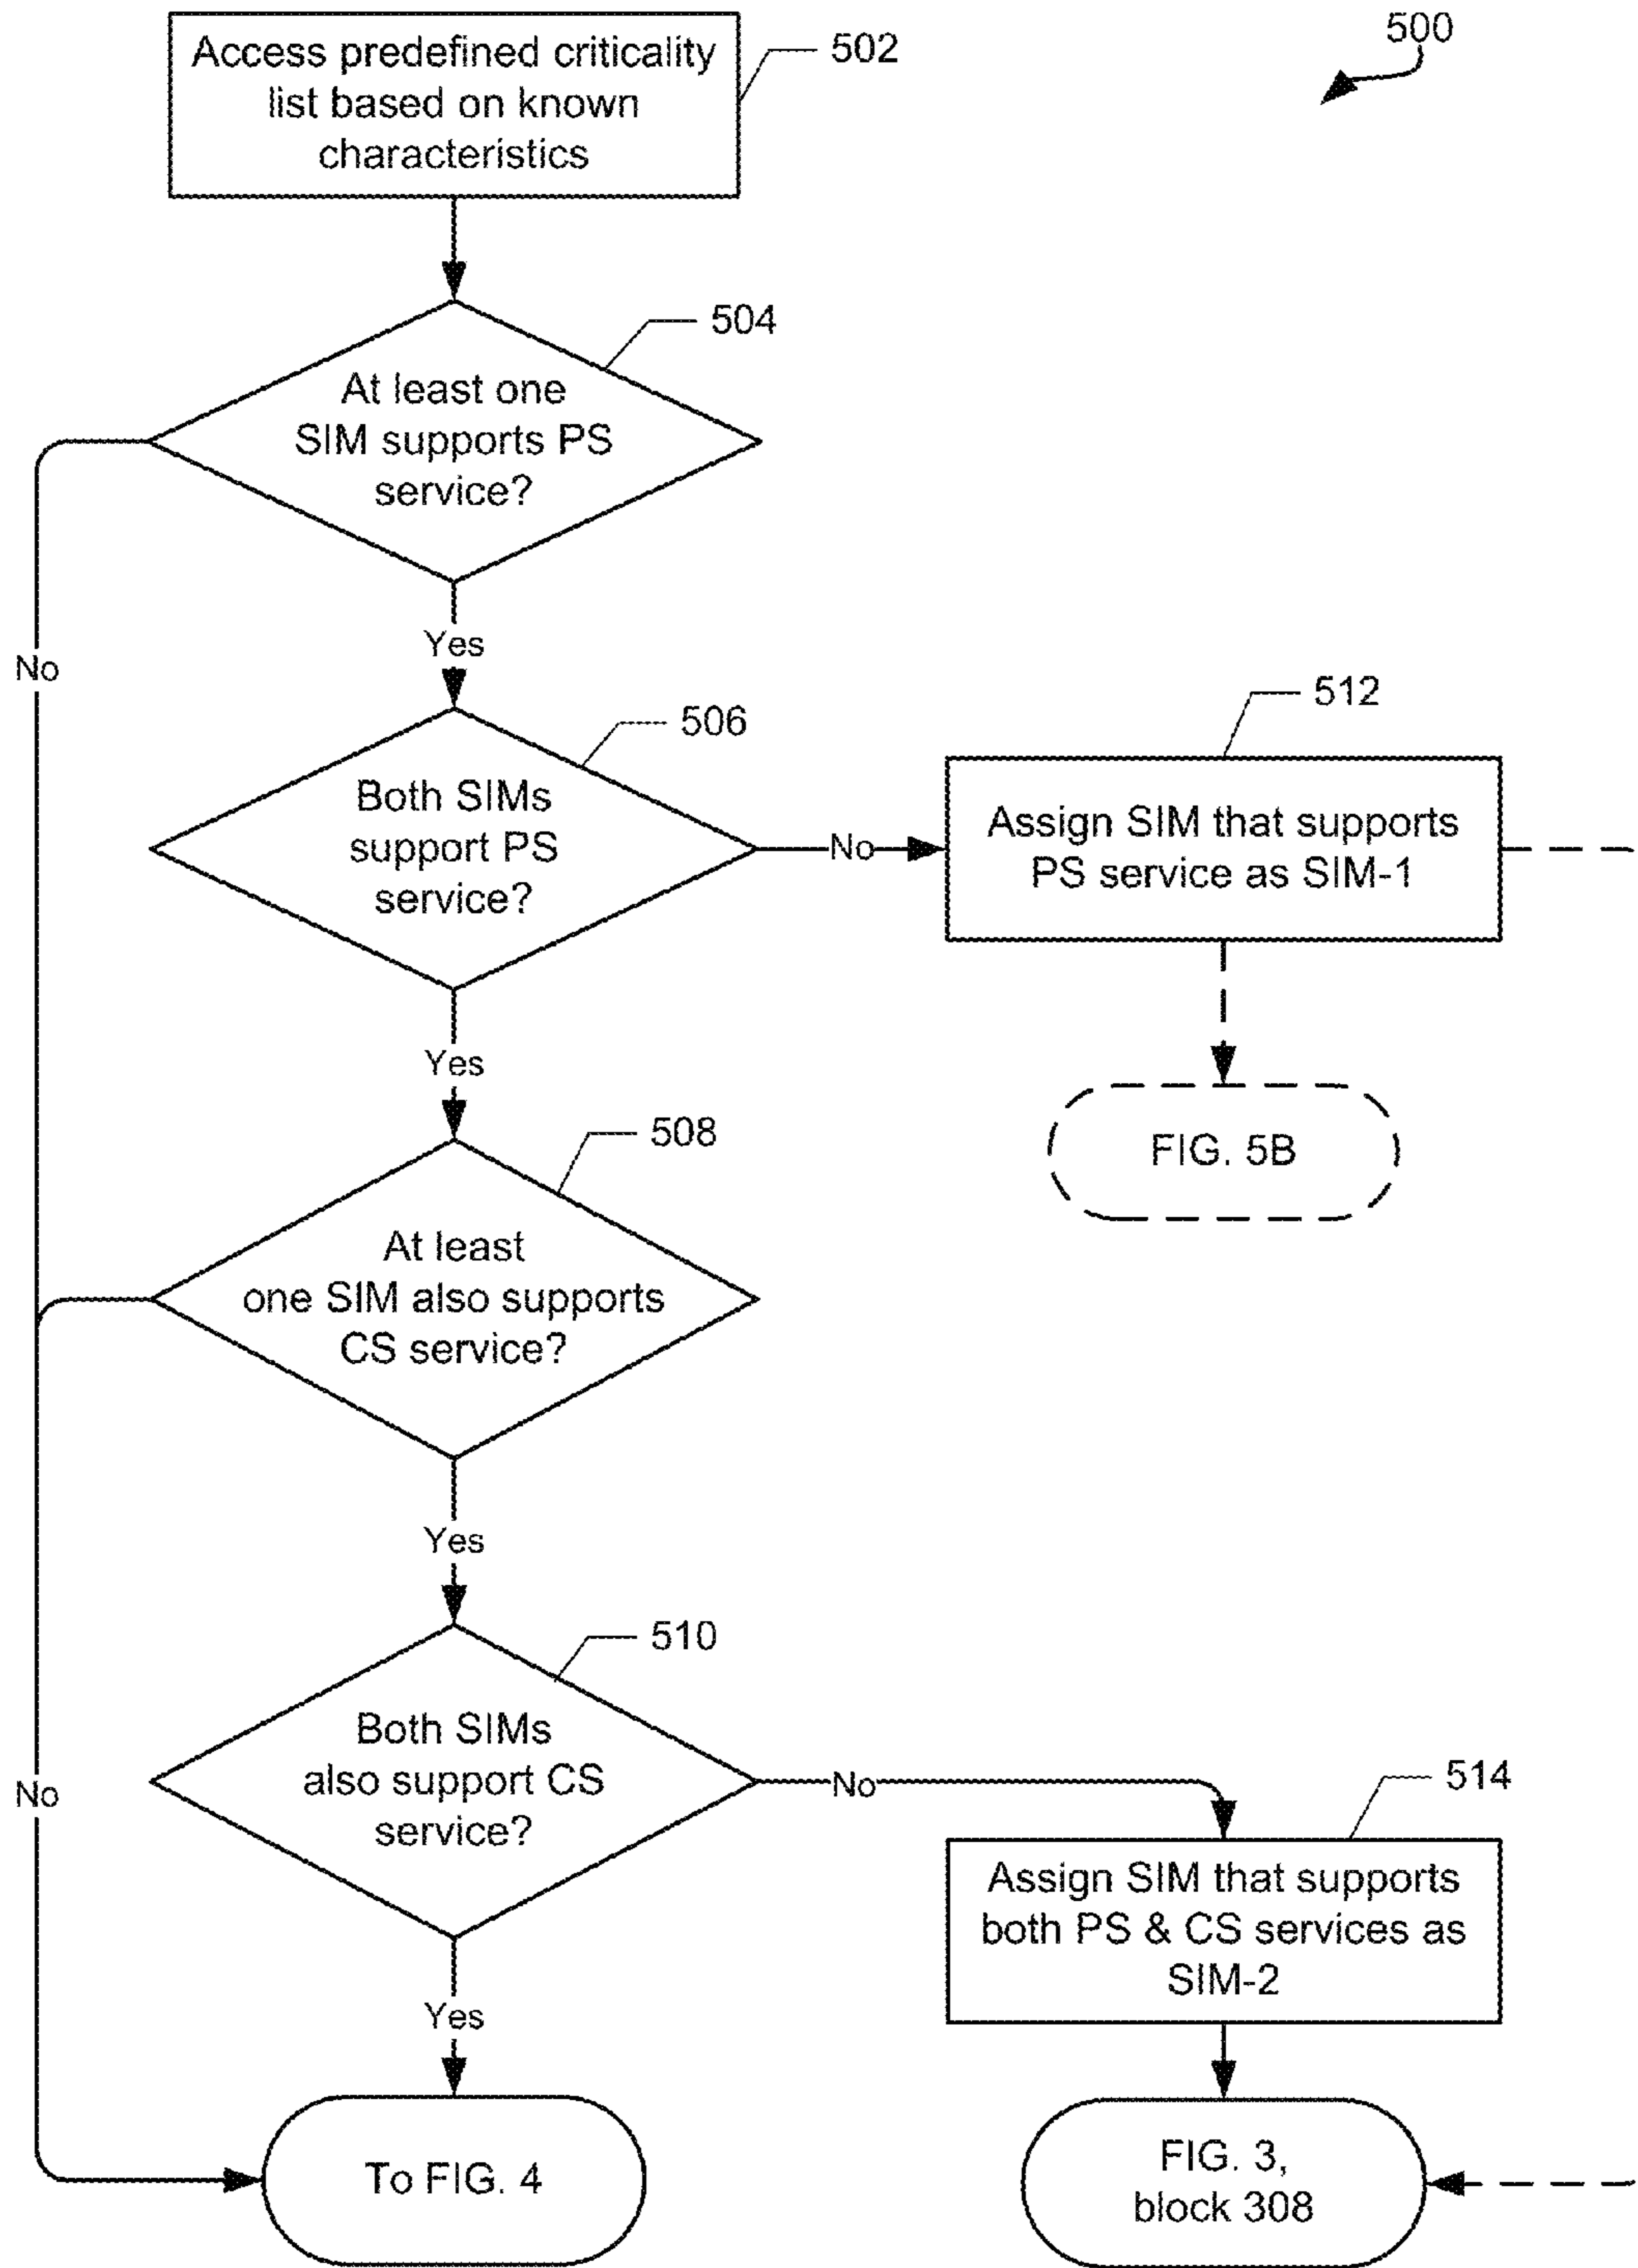 500
Access predefined criticality
list based on known
characteristics
502
504
At least one
SIM supports PS
service?
No
Yes
506
Both SIMs
support PS
service?
No
512
Assign SIM that supports
PS service as SIM-1
Yes
FIG. 5B
508
At least
one SIM also supports
CS service?
Yes
510
Both SIMs
also support CS
service?
No
No
514
Assign SIM that supports
both PS & CS services as
SIM-2
Yes
To FIG. 4
FIG. 3,
block 308